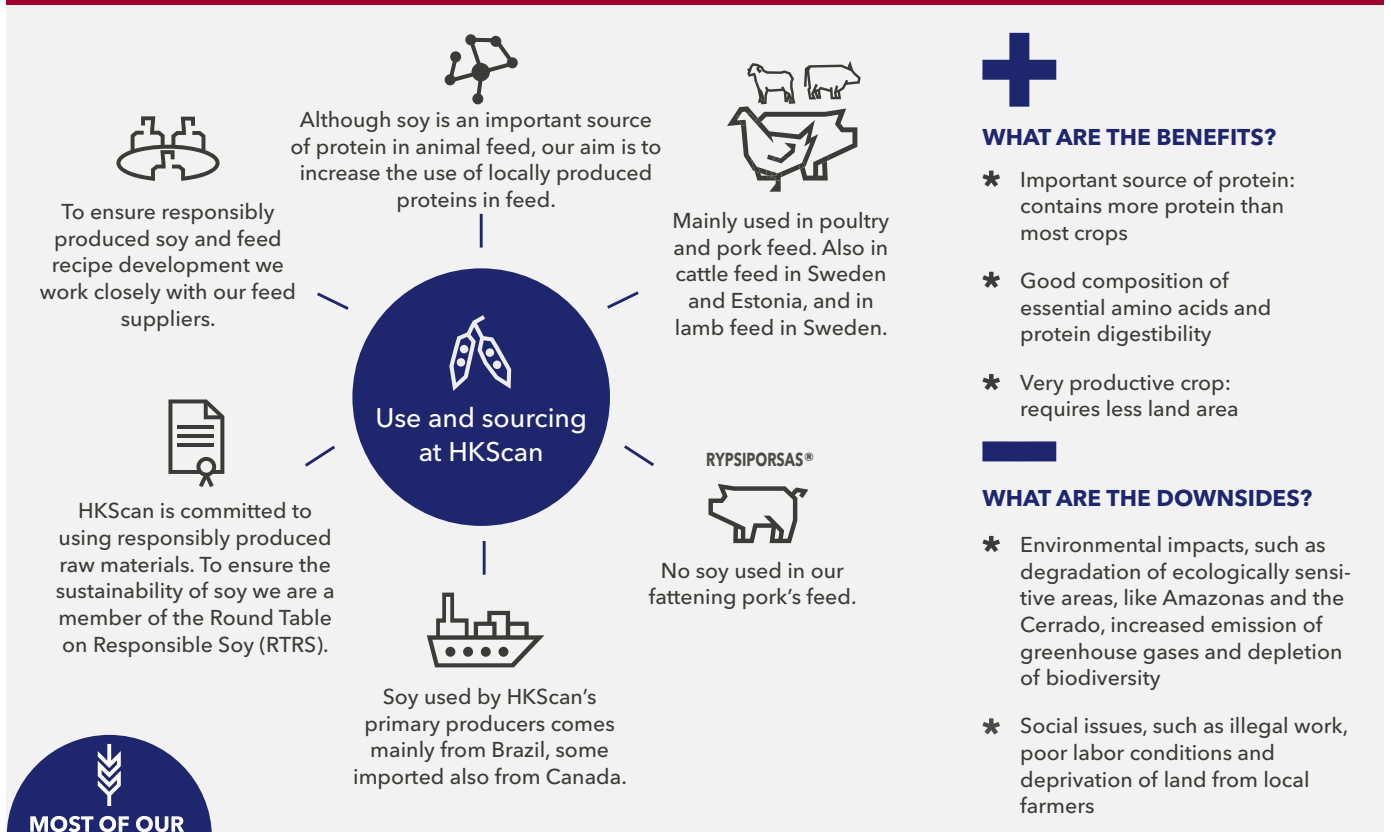 Although soy is an important source
of protein in animal feed, our aim is to
increase the use of locally produced
proteins in feed.
To ensure responsibly
produced soy and feed
recipe development we
work closely with our feed
suppliers.
Mainly used in poultry
and pork feed. Also in
cattle feed in Sweden
and Estonia, and in
lamb feed in Sweden.
Use and sourcing
at HKScan
HKScan is committed to
using responsibly produced
raw materials. To ensure the
sustainability of soy we are a
member of the Round Table
on Responsible Soy (RTRS).
RYPSIPORSAS®
No soy used in our
fattening pork's feed.
Soy used by HKScan's
primary producers comes
mainly from Brazil, some
imported also from Canada.
MOST OF OUR
WHAT ARE THE BENEFITS?
* Important source of protein:
contains more protein than
most crops
* Good composition of
essential amino acids and
protein digestibility
* Very productive crop:
requires less land area
WHAT ARE THE DOWNSIDES?
* Environmental impacts, such as
degradation of ecologically sensi-
tive areas, like Amazonas and the
Cerrado, increased emission of
greenhouse gases and depletion
of biodiversity
* Social issues, such as illegal work,
poor labor conditions and
deprivation of land from local
farmers